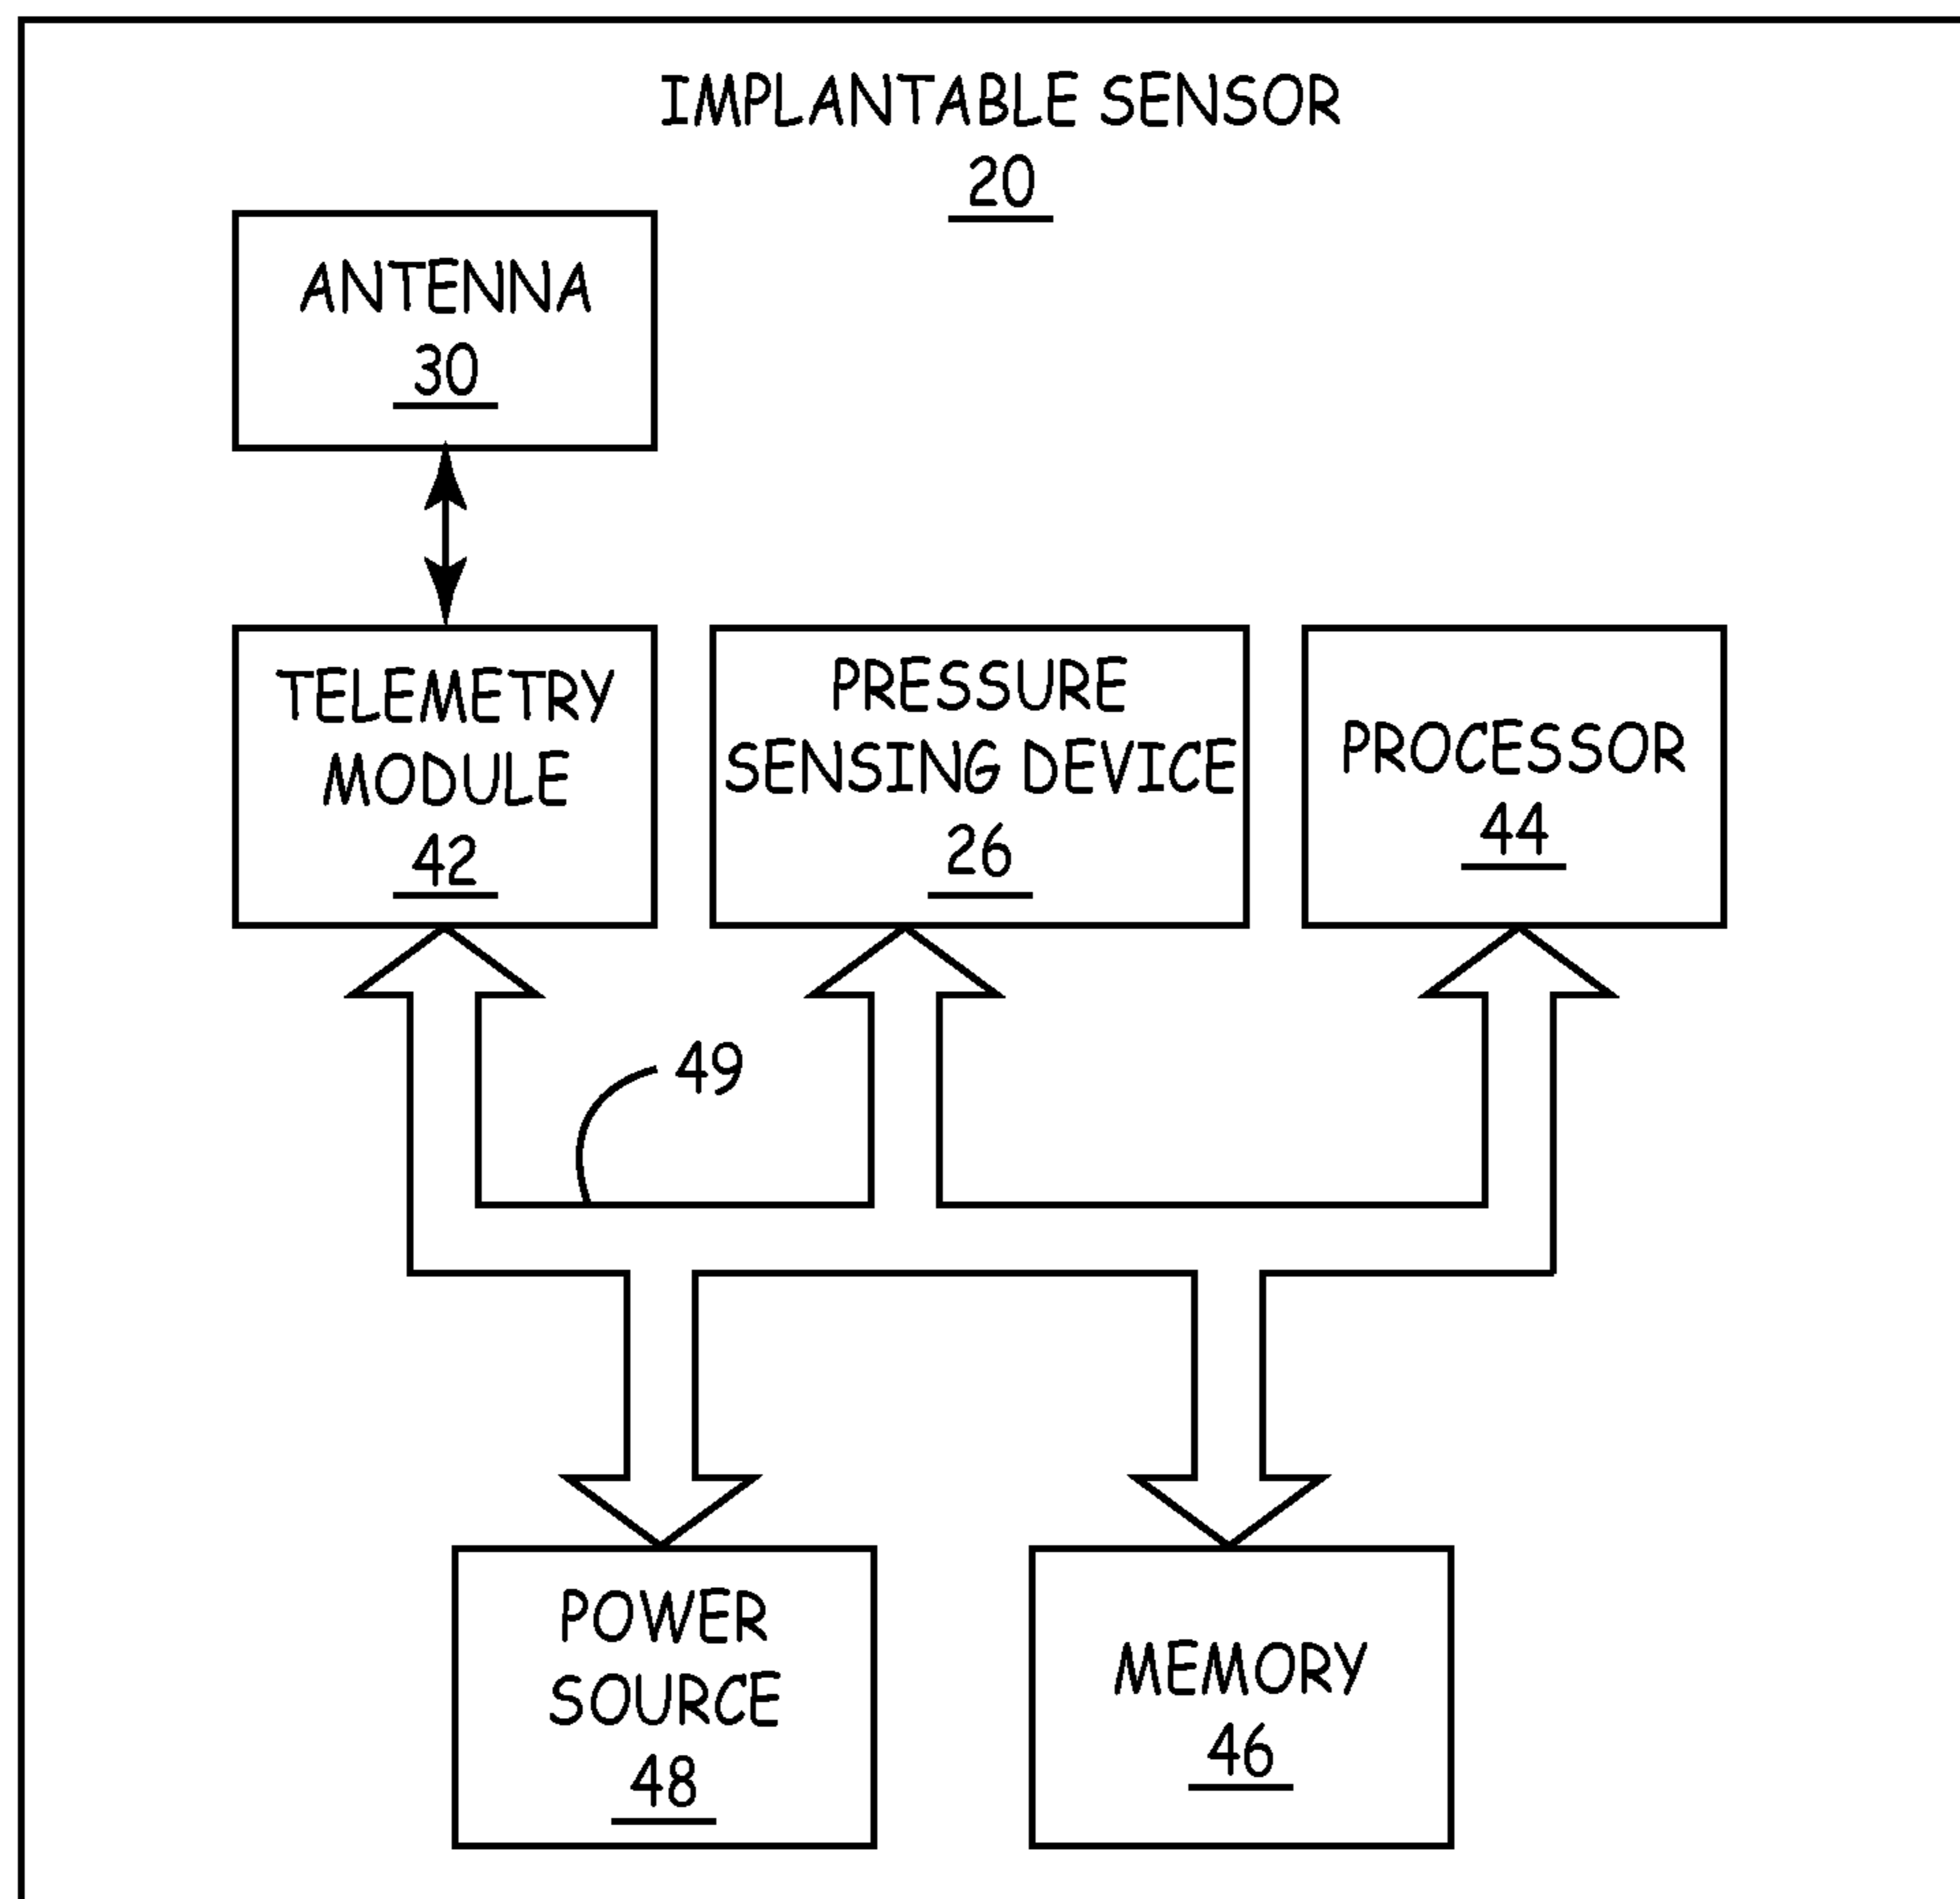 IMPLANTABLE SENSOR
20
ANTENNA
30
TELEMETRY
MODULE
42
PRESSURE
SENSING DEVICE
26
PROCESSOR
44
49
POWER
SOURCE
48
MEMORY
46